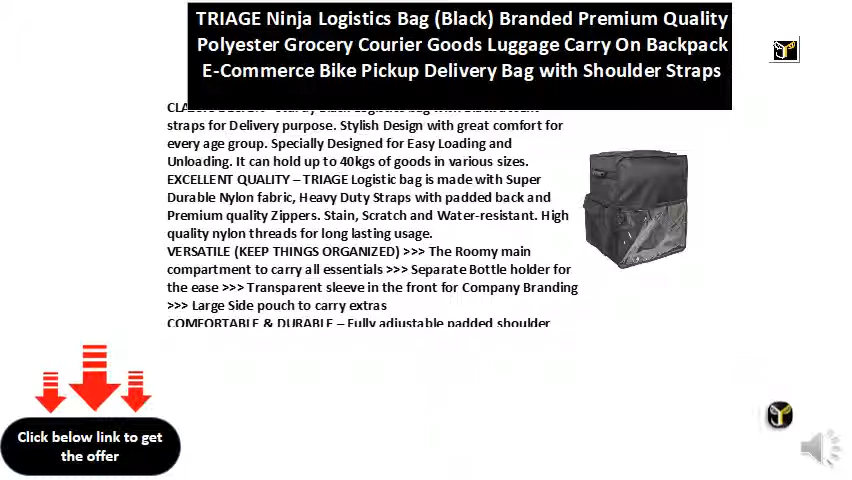 TRIAGE Ninja Logistics Bag (Black) Branded Premium Quality
Polyester Grocery Courier Goods Luggage Carry On Backpack
E-Commerce Bike Pickup Delivery Bag with Shoulder Straps
straps for Delivery purpose. Stylish Design with great comfort for
every age group. Specially Designed for Easy Loading and
Unloading. It can hold up to 40kgs of goods in various sizes.
EXCELLENT QUALITY – TRIAGE Logistic bag is made with Super
Durable Nylon fabric, Heavy Duty Straps with padded back and
Premium quality Zippers. Stain, Scratch and Water-resistant. High
quality nylon threads for long lasting usage.
VERSATILE (KEEP THINGS ORGANIZED) >>> The Roomy main
compartment to carry all essentials >>> Separate Bottle holder for
the ease >>> Transparent sleeve in the front for Company Branding
>>> Large Side pouch to carry extras
COMFORTABLE & DURABLE – Fully adjustable padded shoulder
Click below link to get
the offer